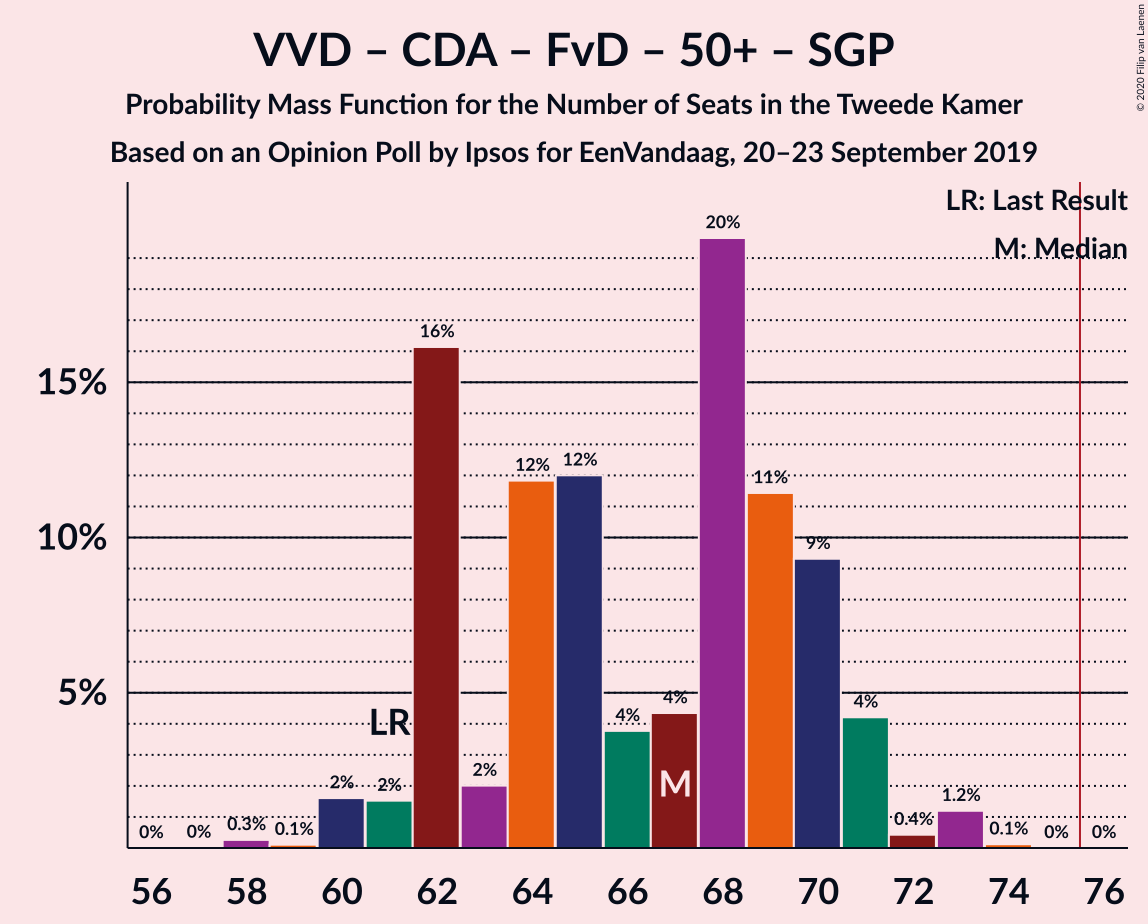 VVD – CDA – FvD – 50+ – SGP
Probability Mass Function for the Number of Seats in the Tweede Kamer
Based on an Opinion Poll by Ipsos for EenVandaag, 20–23 September 2019
© 2020 Filip van Laenen
LR: Last Result
M: Median
20%
16%
15%
12% 12% 11%
10%
9%
5%
4% 4% 4%
LR
2% 2% 2% M
0% 0% 0.3% 0.1% 0.4% 1.2% 0.1% 0% 0%
56 58 60 62 64 66 68 70 72 74 76